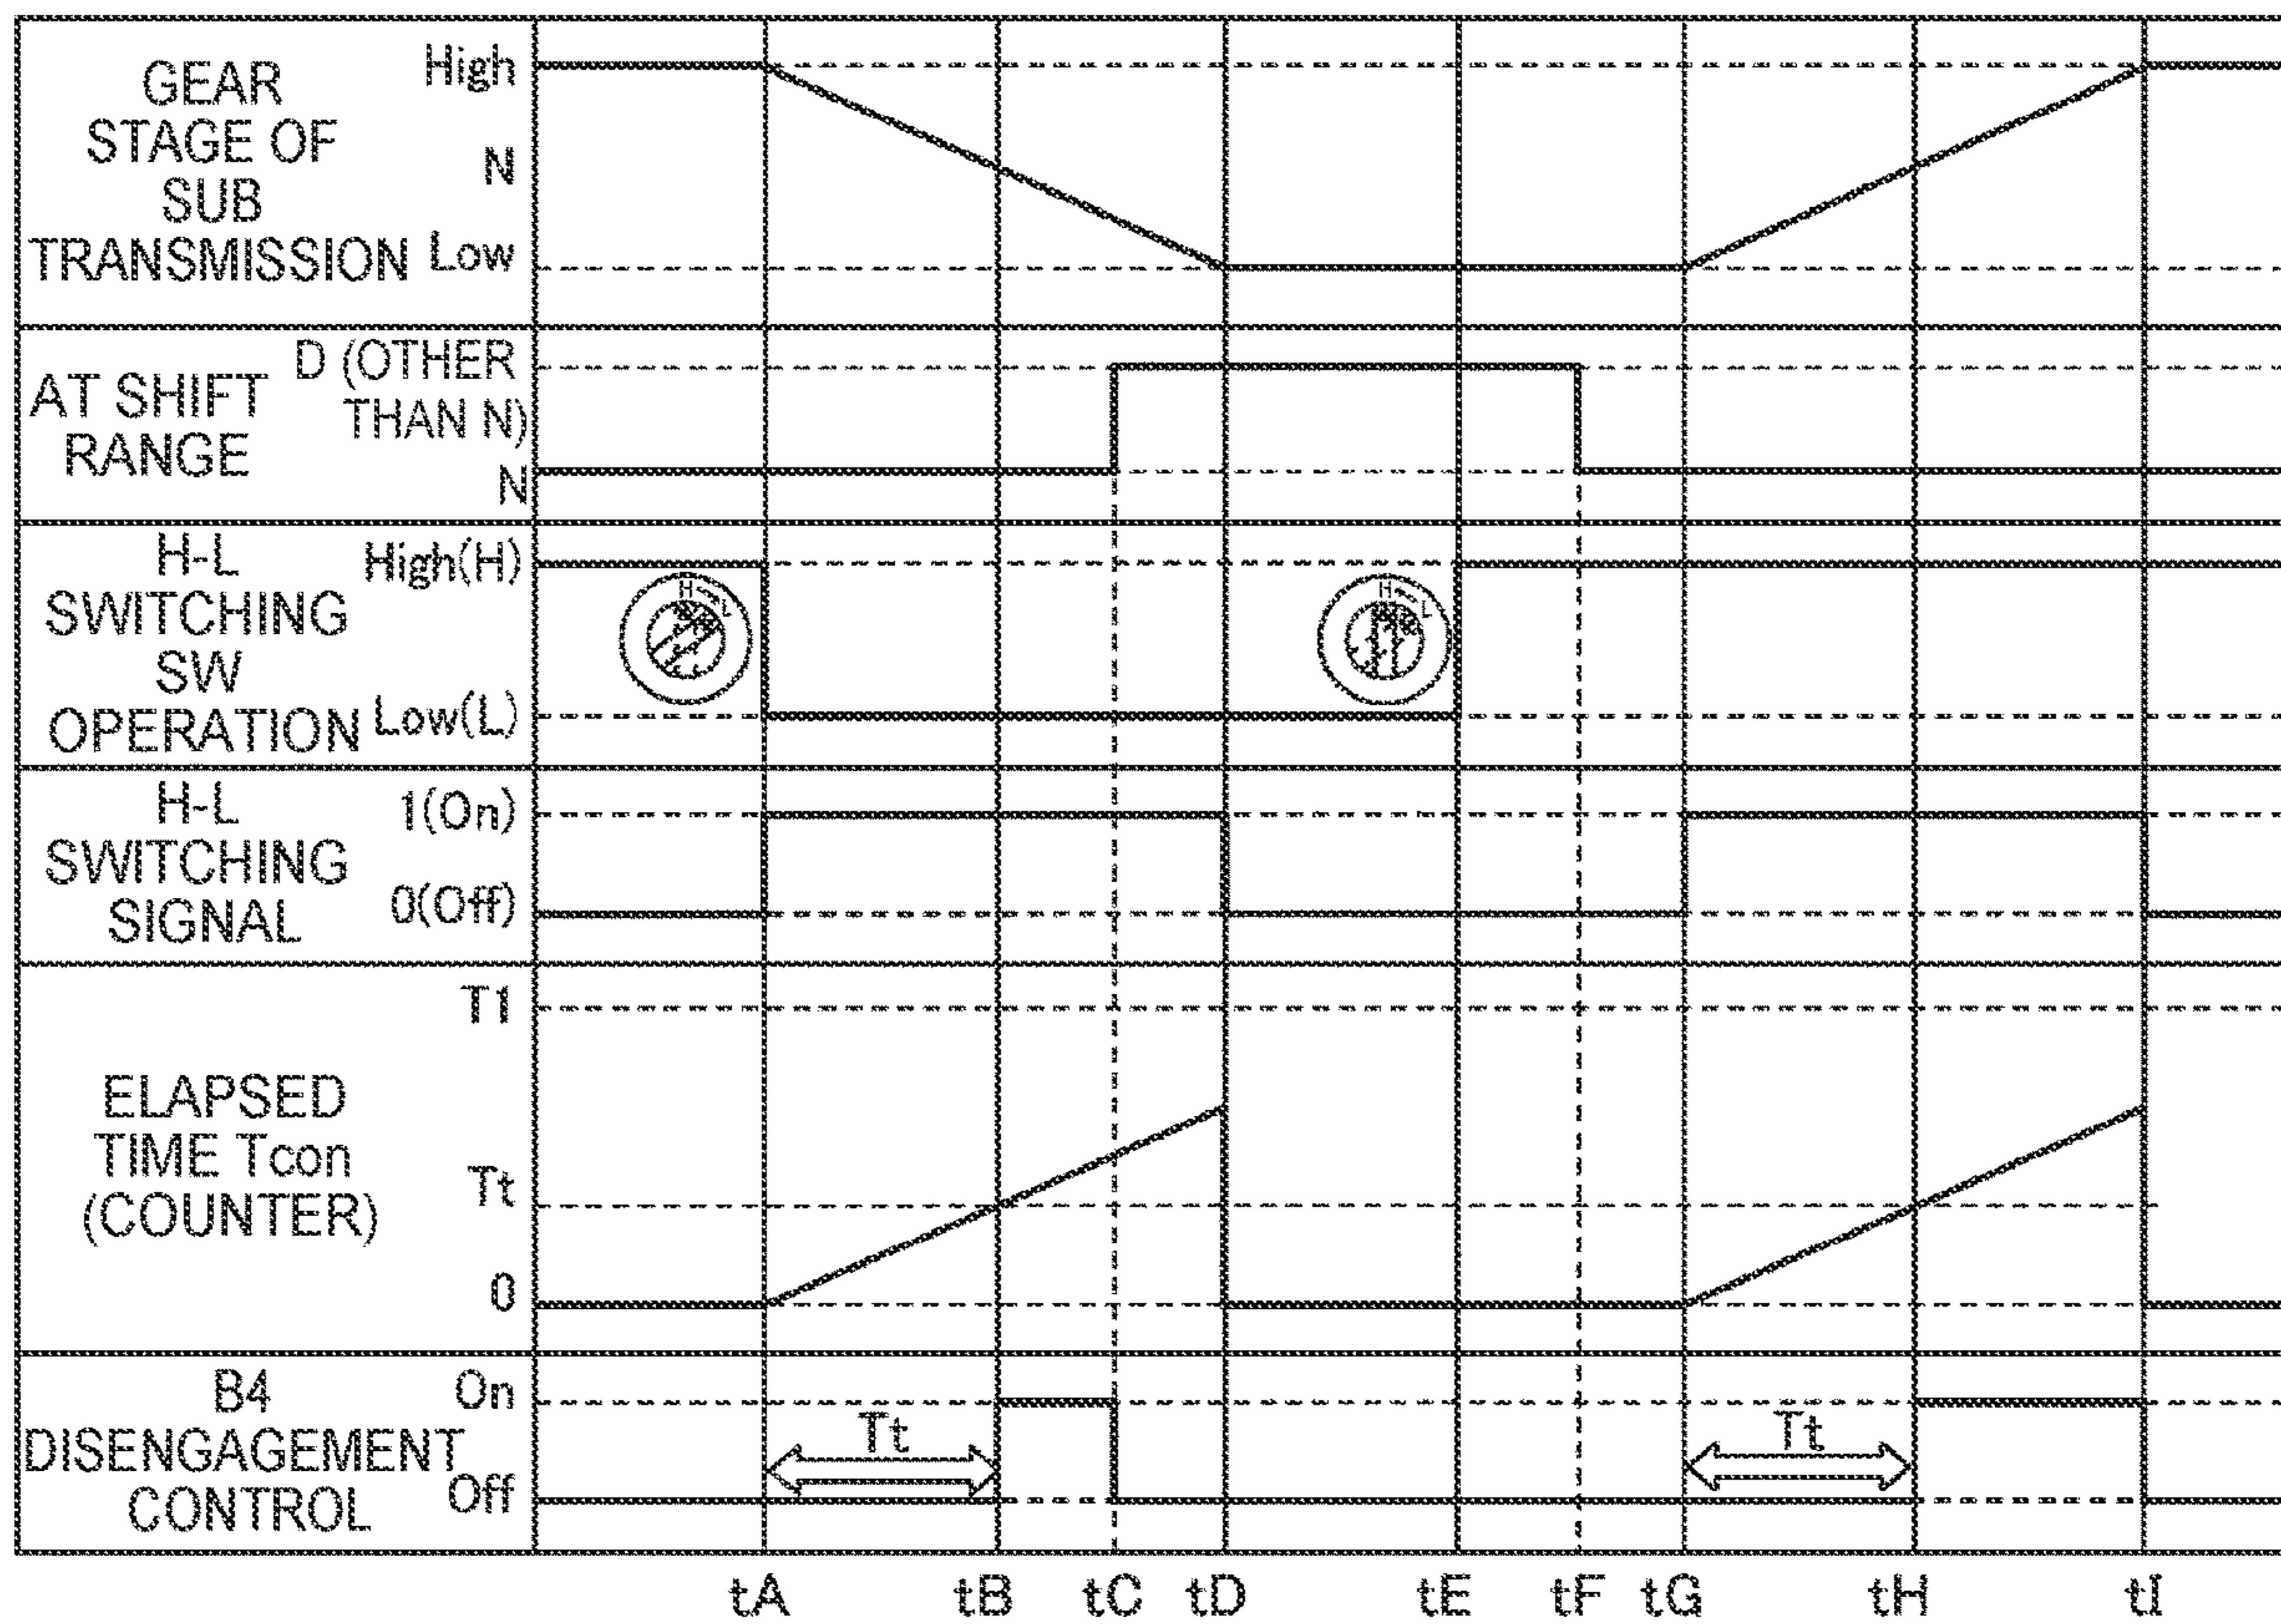 GEAR
STAGE OF
SUB
TRANSMISSION
High
N
Low
AT SHIFT
RANGE
D (OTHER
THAN N)
N
H-L
SWITCHING
SW
OPERATION
High(H)
Low(L)
H L
H L
H-L
SWITCHING
SIGNAL
1(On)
0(Off)
ELAPSED
TIME Tcon
(COUNTER)
T1
Tt
0
B4
DISENGAGEMENT
CONTROL
On
Off
Tt
Tt
tA tB tC tD tE tF tG tH tI